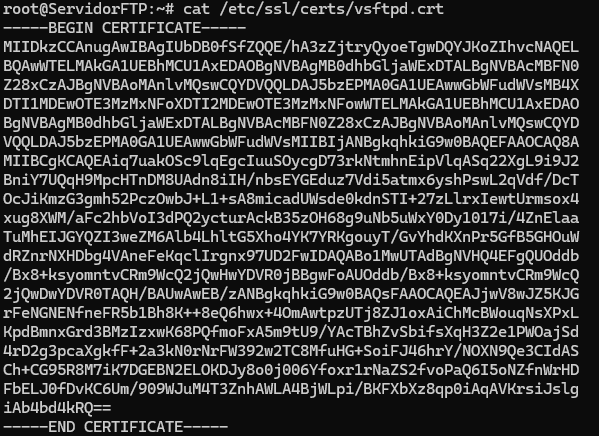 root@ServidorFTP:~# cat /etc/ssl/certs/vsftpd.crt
-----BEGIN CERTIFICATE-----
MIIDkzCCAnugAwIBAgIUbDB0fSfZQQE/hA3zZjtryQyoeTgwDQYJKoZIhvcNAQEL
BQAwWTELMAkGA1UEBhMCU1AxEDAOBgNVBAgMB0dhbGljaWExDTALBgNVBAcMBFN0
Z28xCzAJBgNVBAoMAnlvMQswCQYDVQQLDAJ5bzEPMA0GA1UEAwwGbWFudWVsMB4X
DTI1MDEwOTE3MzMxNFoXDTI2MDEwOTE3MzMxNFowWTELMAkGA1UEBhMCU1AxEDAO
BgNVBAgMB0dhbGljaWExDTALBgNVBAcMBFN0Z28xCzAJBgNVBAoMAnlvMQswCQYD
VQQLDAJ5bzEPMA0GA1UEAwwGbWFudWVsMIIBIjANBgkqhkiG9w0BAQEFAAOCAQ8A
MIIBCgKCAQEAiq7uakOSc9lqEgcIuuSOycgD73rkNtmhnEipVlqASq22XgL9i9J2
BniY7UQqH9MpcHTnDM8UAdn8iIH/nbsEYGEduz7Vdi5atmx6yshPswL2qVdf/DcT
OcJiKmzG3gmh52PczOwbJ+L1+sA8micadUWsde0kdnSTI+27zLlrxIewtUrmsox4
xug8XWM/aFc2hbVoI3dPQ2ycturAckB35zOH68g9uNb5uWxY0Dy1017i/4ZnElaa
TuMhEIJGYQZI3weZM6Alb4LhltG5Xho4YK7YRKgouyT/GvYhdKXnPr5GfB5GHOuW
dRZnrNXHDbg4VAneFeKqclIrgnx97UD2FwIDAQABo1MwUTAdBgNVHQ4EFgQUOddb
/Bx8+ksyomntvCRm9WcQ2jQwHwYDVR0jBBgwFoAUOddb/Bx8+ksyomntvCRm9WcQ
2jQwDwYDVR0TAQH/BAUwAwEB/zANBgkqhkiG9w0BAQsFAAOCAQEAJjwV8wJZ5KJG
rFeNGNENfneFR5b1Bh8K++8eQ6hwx+4OmAwtpzUTj8ZJ1oxAiChMcBWouqNsXPxL
KpdBmnxGrd3BMzIzxwK68PQfmoFxA5m9tU9/YAcTBhZvSbifsXqH3Z2e1PWOajSd
4rD2g3pcaXgkfF+2a3kN0rNrFW392w2TC8MfuHG+SoiFJ46hrY/NOXN9Qe3CIdAS
Ch+CG95R8M7iK7DGEBN2ELOKDJy8o0j006Yfoxr1rNaZS2fvoPaQ6I5oNZfnWrHD
FbELJ0fDvKC6Um/909WJuM4T3ZnhAWLA4BjWLpi/BKFXbXz8qp0iAqAVKrsiJslg
iAb4bd4kRQ==
-----END CERTIFICATE-----